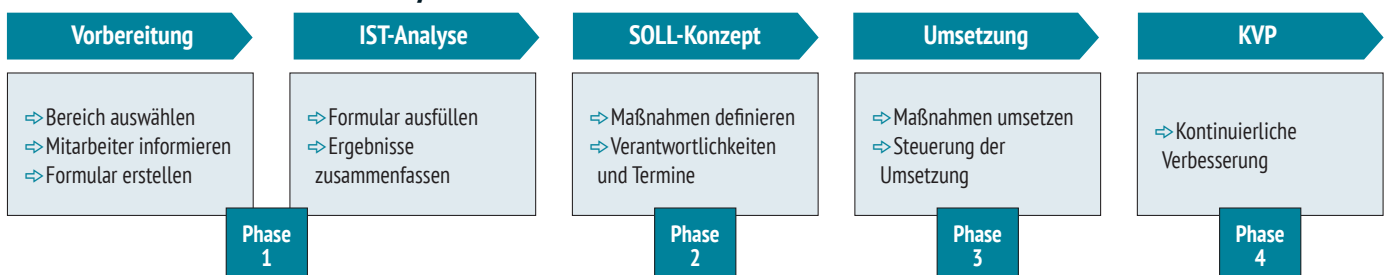 Vorbereitung
⇨ Bereich auswählen
⇨ Mitarbeiter informieren
⇨ Formular erstellen
IST-Analyse
⇨ Formular ausfüllen
⇨ Ergebnisse
zusammenfassen
Phase
1
SOLL-Konzept
⇨ Maßnahmen definieren
⇨ Verantwortlichkeiten
und Termine
Phase
2
Umsetzung
⇨ Maßnahmen umsetzen
⇨ Steuerung der
Umsetzung
Phase
3
KVP
⇨ Kontinuierliche
Verbesserung
Phase
4